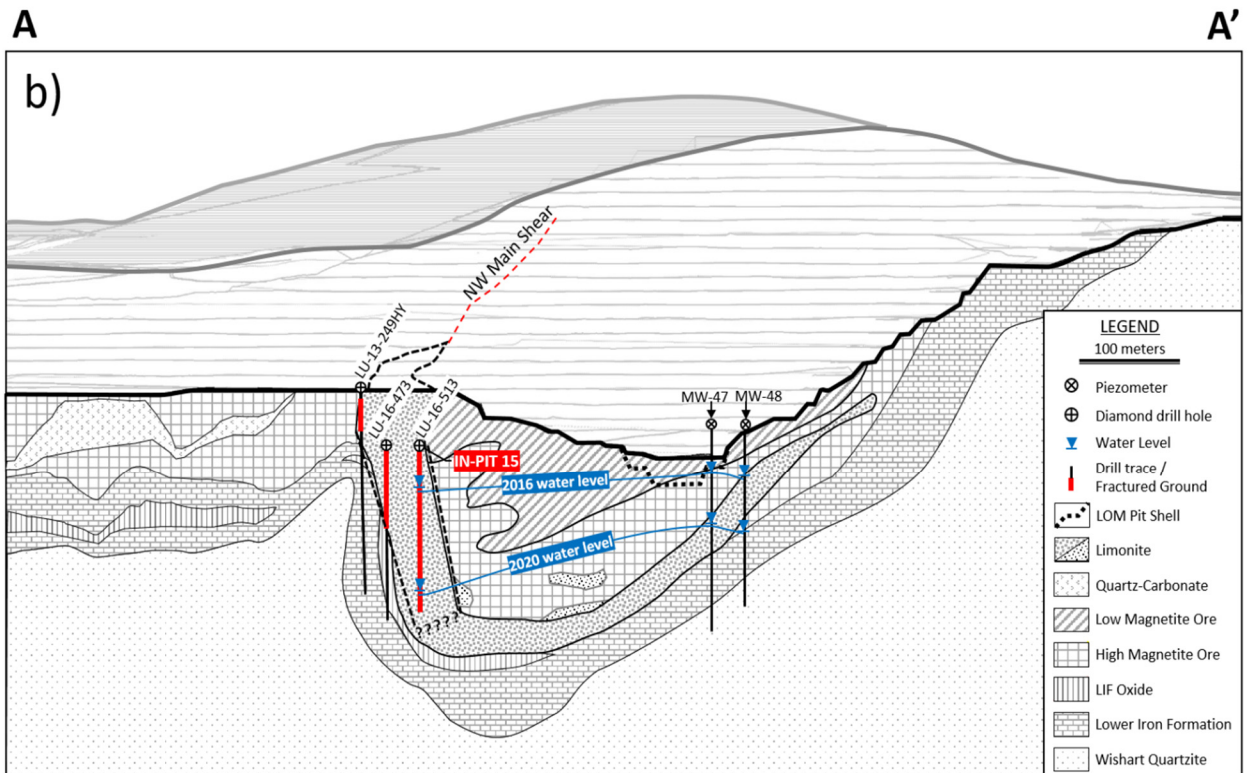 A
A'
b)
NW Main Shear
LU-13-249HY
LU-16-473
LU-16-513
MW-47
MW-48
IN-PIT 15
2016 water level
2020 water level
? ? ? ? ?
LEGEND
100 meters
Piezometer
Diamond drill hole
Water Level
Drill trace /
Fractured Ground
LOM Pit Shell
Limonite
Quartz-Carbonate
Low Magnetite Ore
High Magnetite Ore
LIF Oxide
Lower Iron Formation
Wishart Quartzite